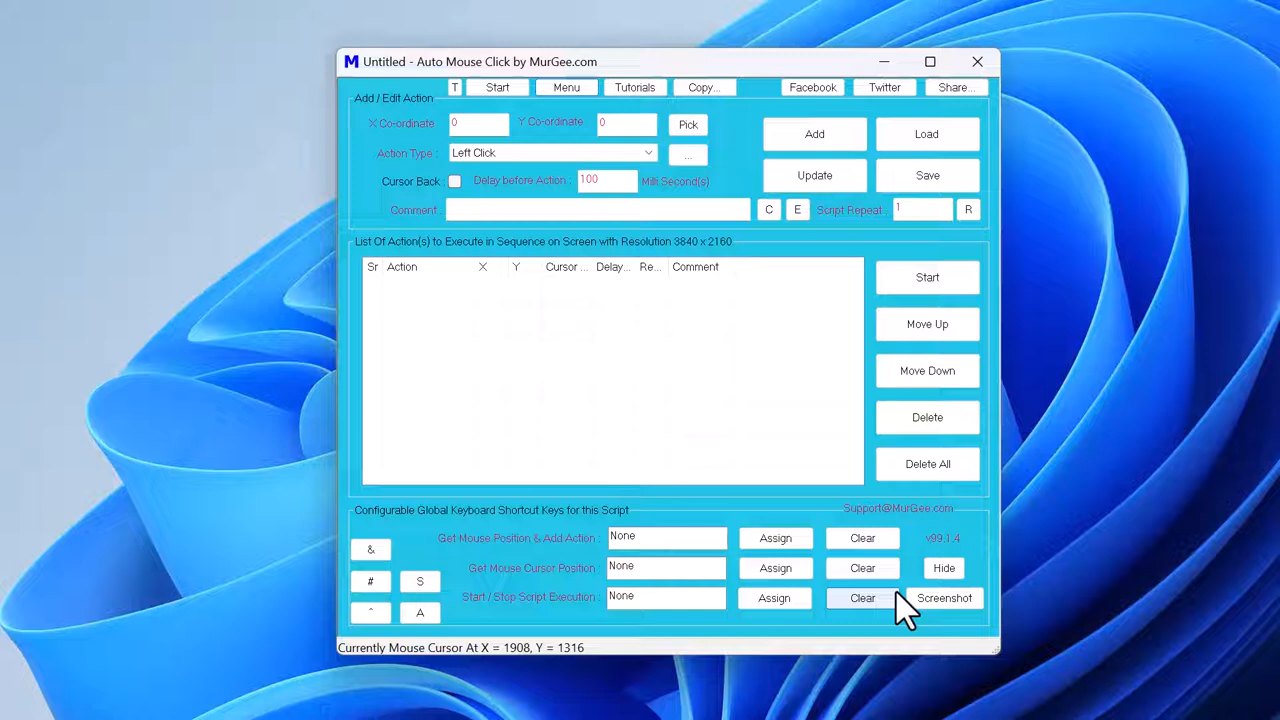 M Untitled - Auto Mouse Click by MurGee.com
T Start Menu Tutorials Copy... Facebook Twitter Share...
Add / Edit Action
X Co-ordinate 0 Y Co-ordinate 0 Pick Add Load
Action Type : Left Click ...
Cursor Back : Delay before Action : 100 Milli Second(s) Update Save
Comment : C E Script Repeat : 1 R
List Of Action(s) to Execute in Sequence on Screen with Resolution 3840 x 2160
Sr Action X Y Cursor ... Delay... Re... Comment
Start
Move Up
Move Down
Delete
Delete All
Configurable Global Keyboard Shortcut Keys for this Script Support@MurGee.com
& Get Mouse Position & Add Action : None Assign Clear v99.1.4
# S Get Mouse Cursor Position : None Assign Clear Hide
^ A Start / Stop Script Execution : None Assign Clear Screenshot
Currently Mouse Cursor At X = 1908, Y = 1316